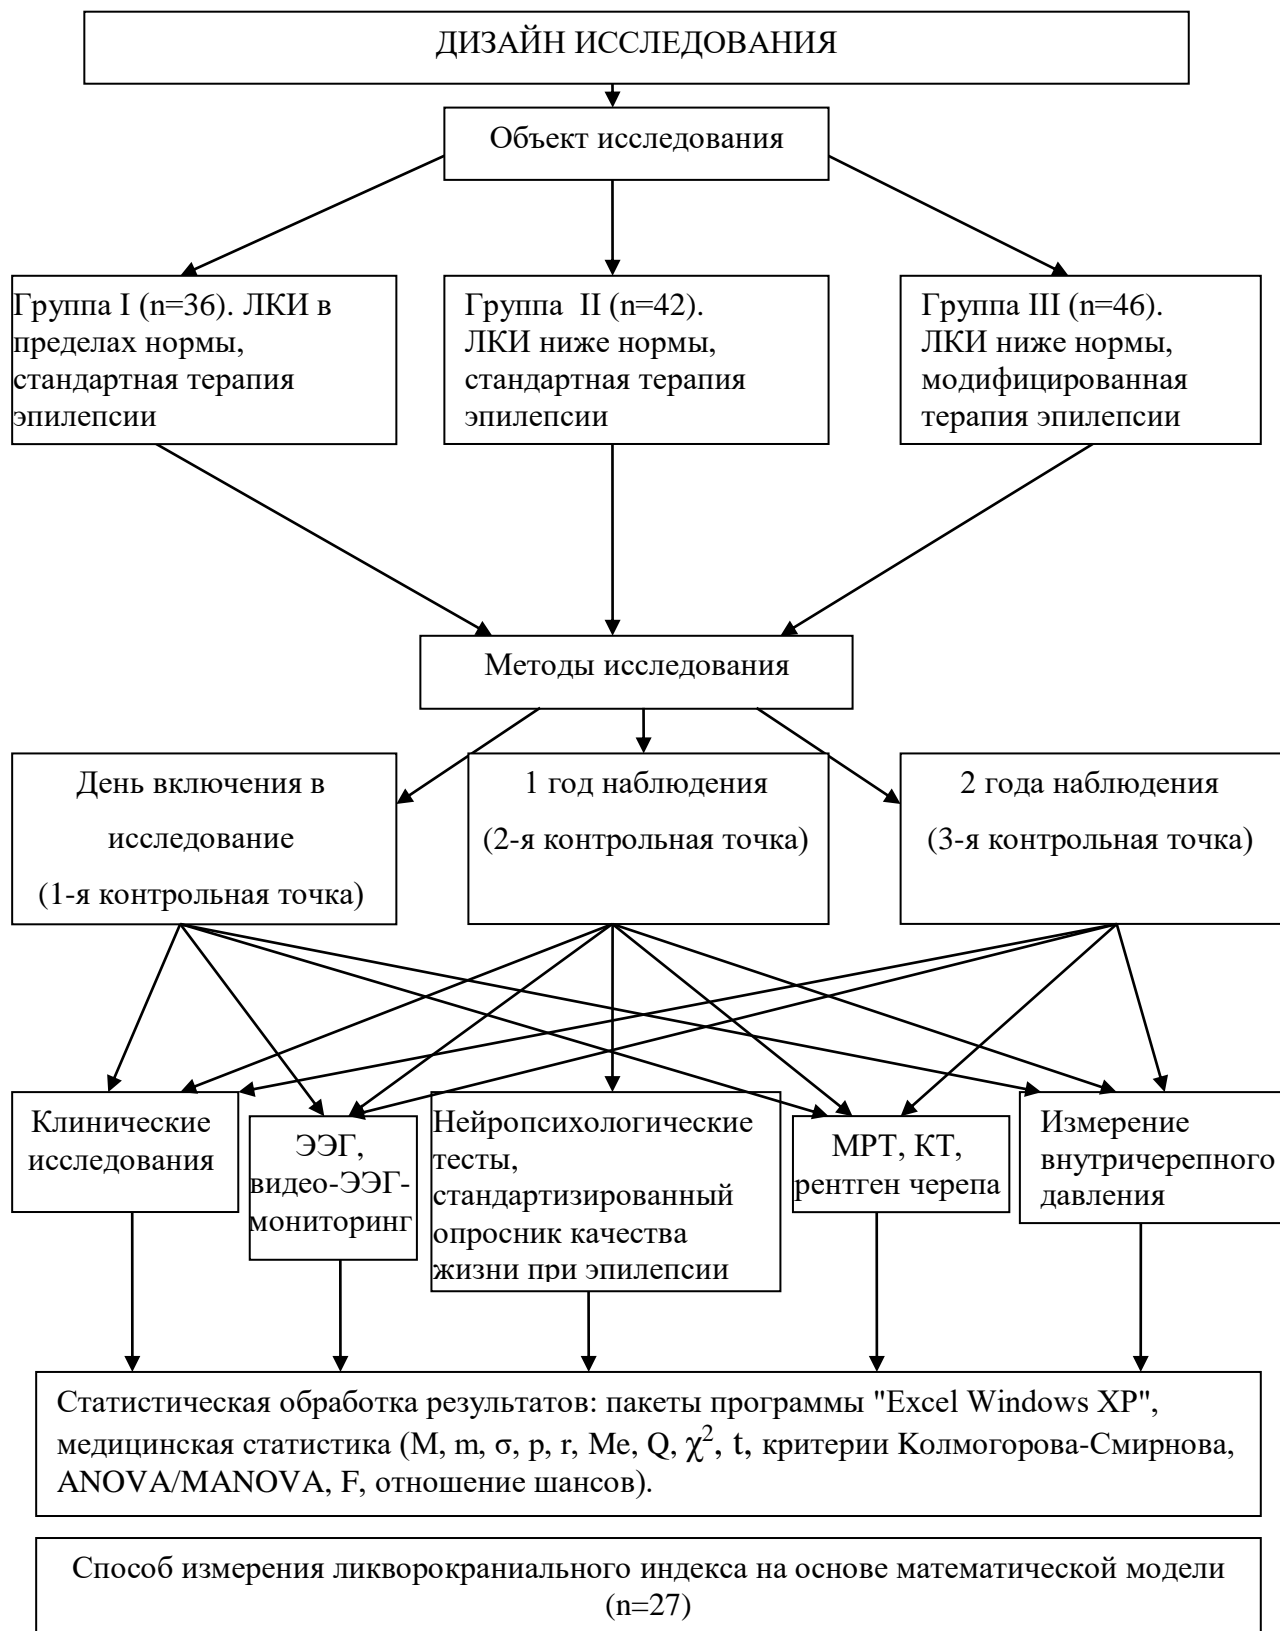 ДИЗАЙН ИССЛЕДОВАНИЯ
Объект исследования
Группа I (n=36). ЛКИ в
пределах нормы,
стандартная терапия
эпилепсии
Группа II (n=42).
ЛКИ ниже нормы,
стандартная терапия
эпилепсии
Группа III (n=46).
ЛКИ ниже нормы,
модифицированная
терапия эпилепсии
Методы исследования
День включения в
исследование
(1-я контрольная точка)
1 год наблюдения
(2-я контрольная точка)
2 года наблюдения
(3-я контрольная точка)
Клинические
исследования
ЭЭГ,
видео-ЭЭГ-
мониторинг
Нейропсихологические
тесты,
стандартизированный
опросник качества
жизни при эпилепсии
МРТ, КТ,
рентген черепа
Измерение
внутричерепного
давления
Статистическая обработка результатов: пакеты программы "Excel Windows XP",
медицинская статистика (M, m, σ, p, r, Me, Q, χ², t, критерии Колмогорова-Смирнова,
ANOVA/MANOVA, F, отношение шансов).
Способ измерения ликворокраниального индекса на основе математической модели
(n=27)